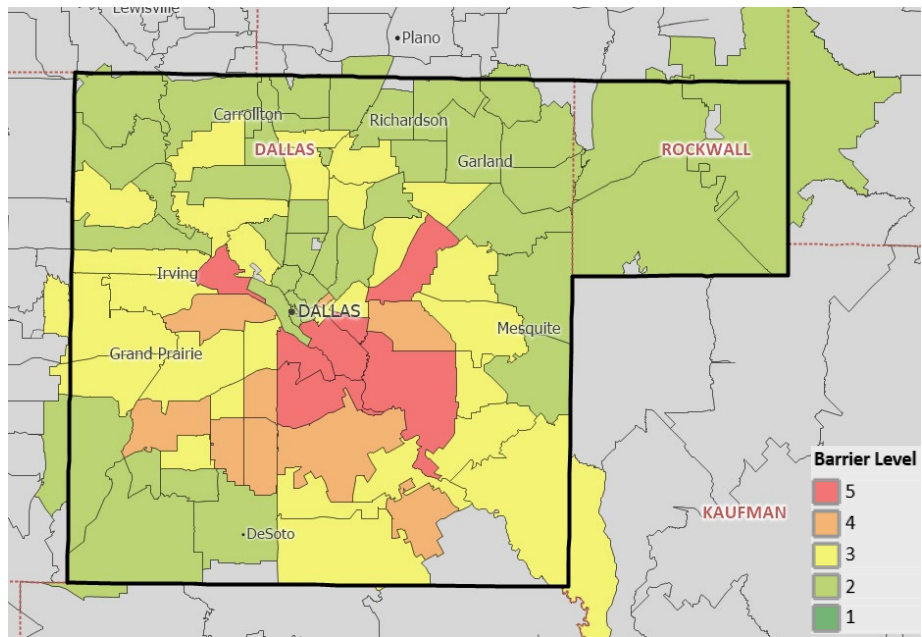 Lewisville
Plano
Carrollton
Richardson
DALLAS
ROCKWALL
Garland
Irving
DALLAS
Mesquite
Grand Prairie
Barrier Level
5
4
KAUFMAN
3
DeSoto
2
1